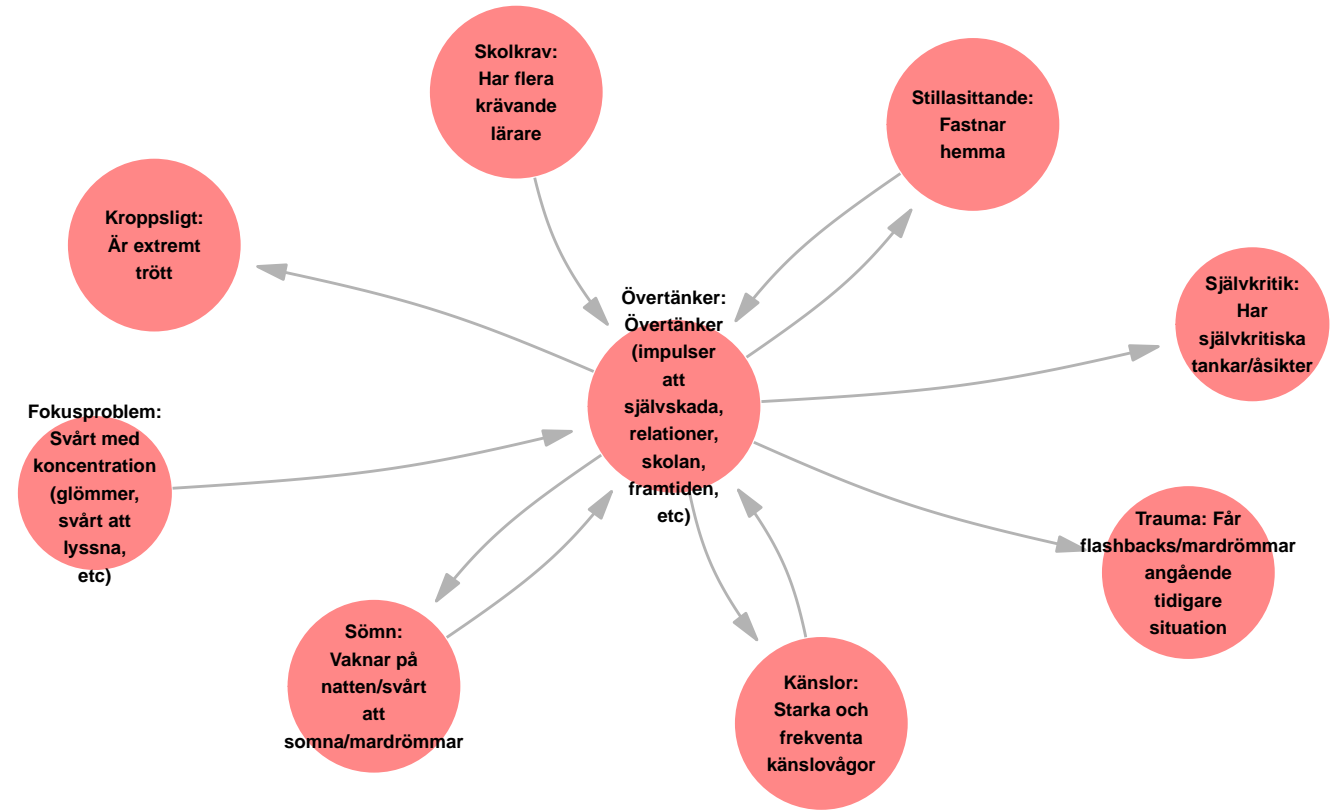 Skolkrav:
Har flera
krävande
lärare
Stillasittande:
Fastnar
hemma
Kroppsligt:
Är extremt
trött
Självkritik:
Har
självkritiska
tankar/åsikter
Övertänker:
Övertänker
(impulser
att
självskada,
relationer,
skolan,
framtiden,
etc)
Fokusproblem:
Svårt med
koncentration
(glömmer,
svårt att
lyssna,
etc)
Trauma: Får
flashbacks/mardrömmar
angående
tidigare
situation
Sömn:
Vaknar på
natten/svårt
att
somna/mardrömmar
Känslor:
Starka och
frekventa
känslovågor